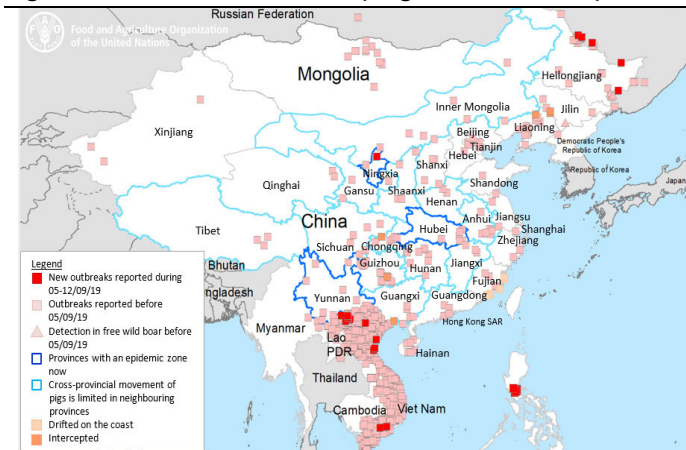 Russian Federation
Food and Agriculture Organization
of the United Nations
Mongolia
Heilongjiang
Jilin
Inner Mongolia
Xinjiang
Beijing
Liaoning
Tianjin
Hebei
Democratic People's
Republic of Korea
Republic of Korea
Japan
Ningxia
Shanxi
Qinghai
Gansu
Shaanxi
Shandong
Henan
China
Tibet
Anhui
Jiangsu
Shanghai
Hubei
Zhejiang
Sichuan
Chongqing
Bhutan
Guizhou
Hunan
Jiangxi
Fujian
ngladesh
Yunnan
Guangxi
Guangdong
Hong Kong SAR
Myanmar
Lao
PDR
Hainan
Thailand
Cambodia
Viet Nam
Legend
New outbreaks reported during
05-12/09/19
Outbreaks reported before
05/09/19
Detection in free wild boar before
05/09/19
Provinces with an epidemic zone
now
Cross-provincial movement of
pigs is limited in neighbouring
provinces
Drifted on the coast
Intercepted